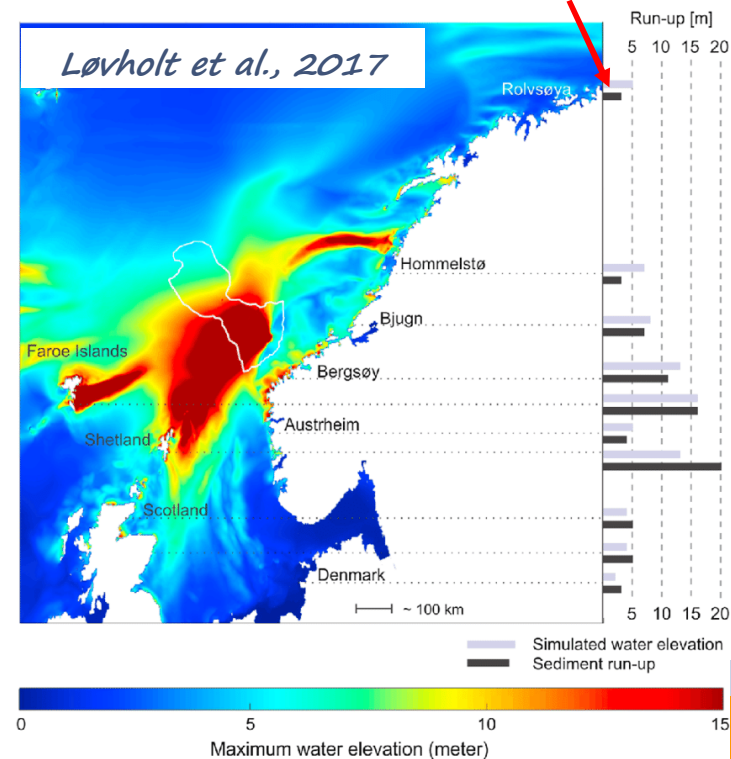 Run-up [m]
5 10 15 20
Løvholt et al., 2017
Rolvsøya
Hommelstø
Bjugn
Faroe Islands
Bergsøy
Austrheim
Shetland
Scotland
Denmark
~ 100 km
5 10 15 20
Simulated water elevation
Sediment run-up
0 5 10 15
Maximum water elevation (meter)